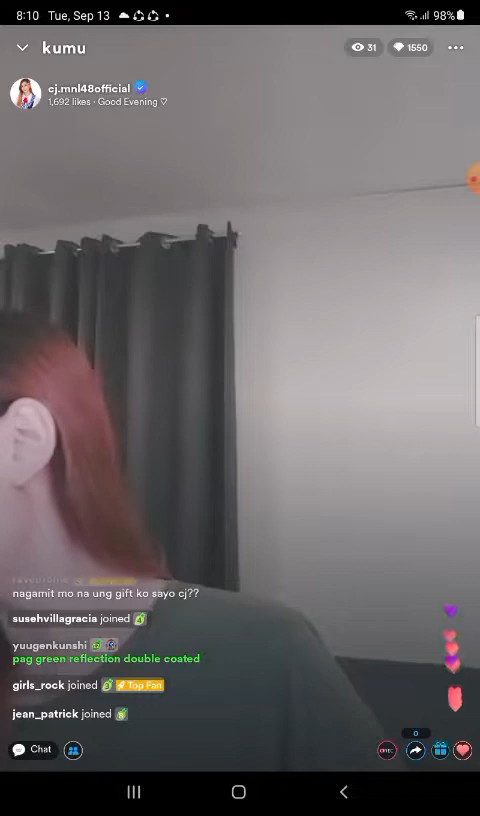 8:10 Tue, Sep 13 98%
kumu
31 1550
cj.mnl48official
1,692 likes · Good Evening
nagamit mo na ung gift ko sayo cj??
susehvillagracia joined
yuugenkunshi
pag green reflection double coated
girls_rock joined 3 Top Fan
jean_patrick joined
Chat
0